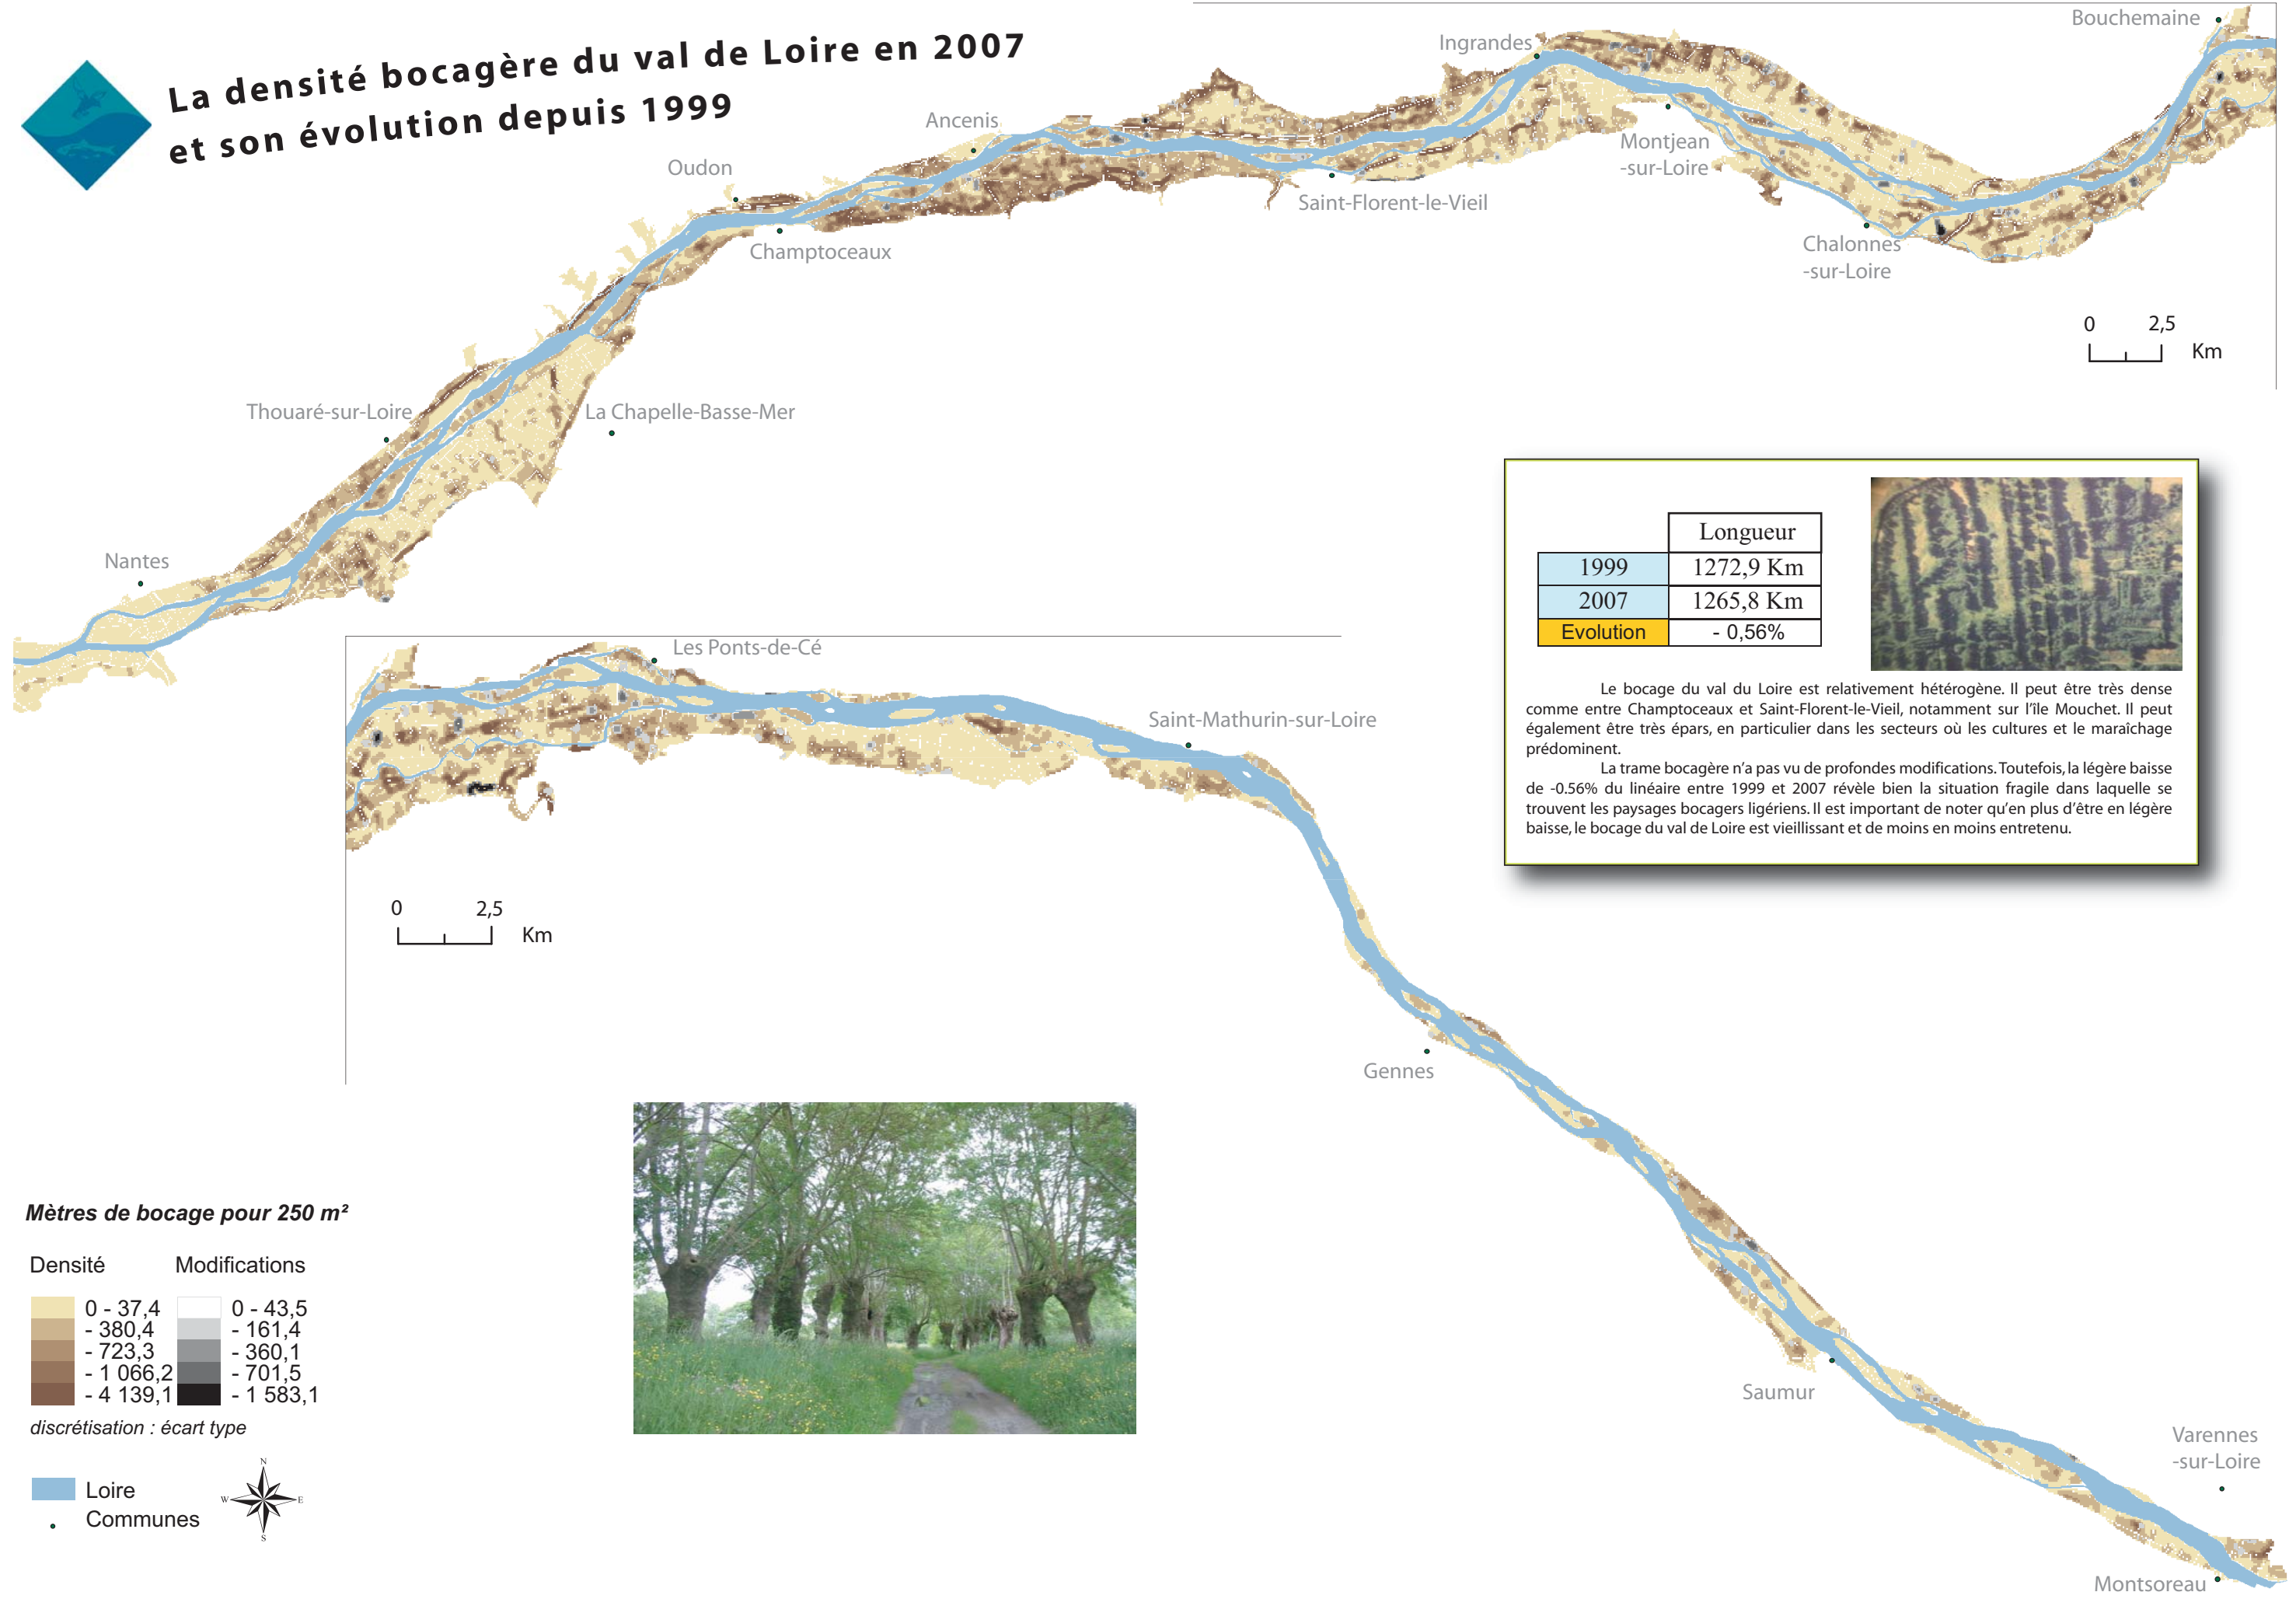 La densité bocagère du val de Loire en 2007
et son évolution depuis 1999
Bouchemaine
Ingrandes
Ancenis
Oudon
Montjean
-sur-Loire
Saint-Florent-le-Vieil
Champtoceaux
Chalonnes
-sur-Loire
0 2,5
Km
Thouaré-sur-Loire
La Chapelle-Basse-Mer
Nantes
Longueur
1999 1272,9 Km
2007 1265,8 Km
Evolution - 0,56%
Le bocage du val du Loire est relativement hétérogène. Il peut être très dense
comme entre Champtoceaux et Saint-Florent-le-Vieil, notamment sur l'île Mouchet. Il peut
également être très épars, en particulier dans les secteurs où les cultures et le maraîchage
prédominent.
La trame bocagère n'a pas vu de profondes modifications. Toutefois, la légère baisse
de -0.56% du linéaire entre 1999 et 2007 révèle bien la situation fragile dans laquelle se
trouvent les paysages bocagers ligériens. Il est important de noter qu'en plus d'être en légère
baisse, le bocage du val de Loire est vieillissant et de moins en moins entretenu.
Les Ponts-de-Cé
Saint-Mathurin-sur-Loire
0 2,5
Km
Gennes
Saumur
Varennes
-sur-Loire
Montsoreau
Mètres de bocage pour 250 m²
Densité Modifications
0 - 37,4 0 - 43,5
- 380,4 - 161,4
- 723,3 - 360,1
- 1 066,2 - 701,5
- 4 139,1 - 1 583,1
discrétisation : écart type
Loire
Communes
N
W E
S